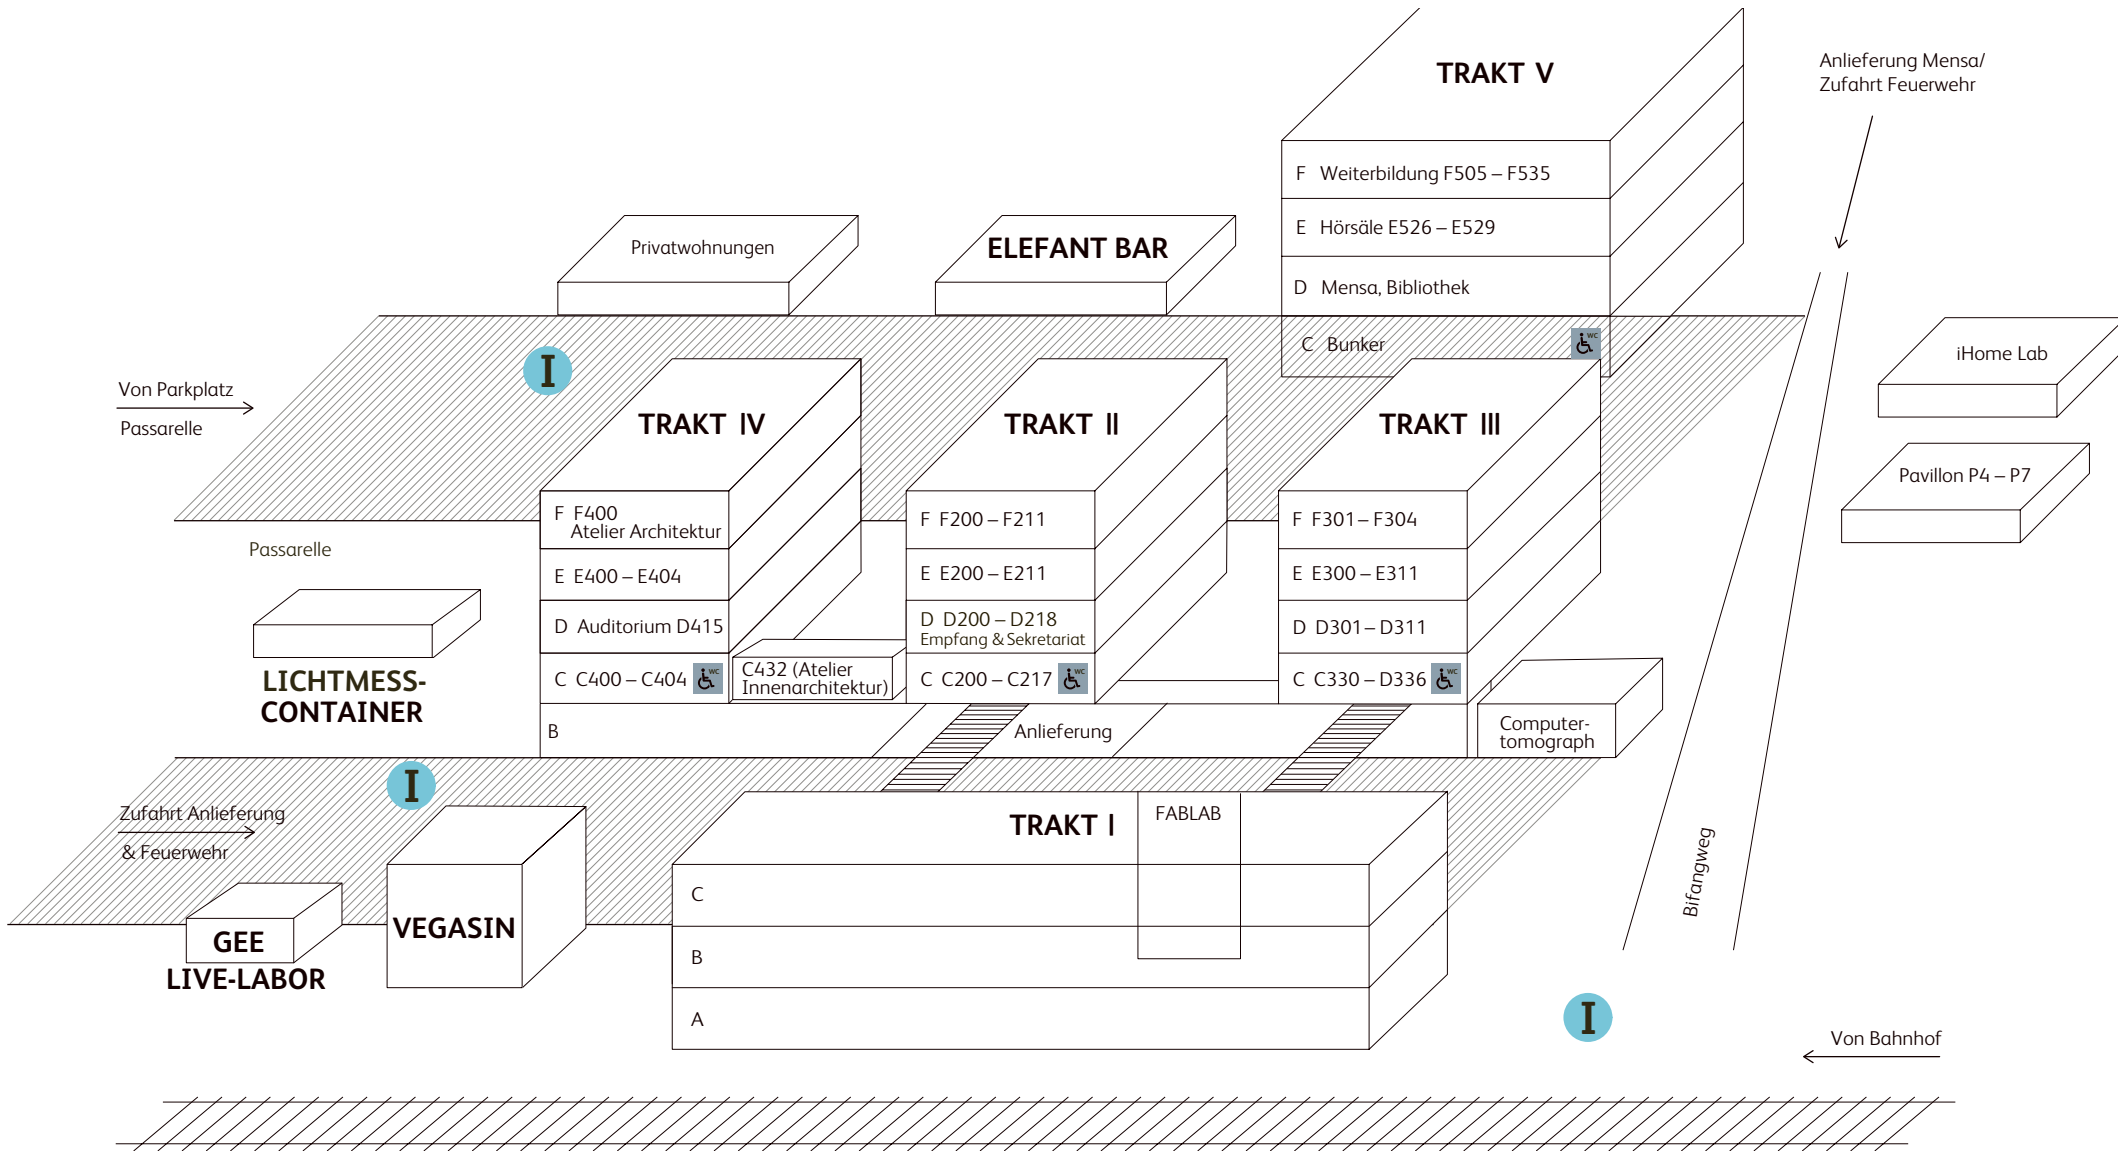 TRAKT V
Anlieferung Mensa/
Zufahrt Feuerwehr
F Weiterbildung F505 – F535
E Hörsäle E526 – E529
D Mensa, Bibliothek
C Bunker
WC
Privatwohnungen
ELEFANT BAR
iHome Lab
Pavillon P4 – P7
I
Von Parkplatz
Passarelle
TRAKT IV
F F400
Atelier Architektur
E E400 – E404
D Auditorium D415
C C400 – C404
WC
C432 (Atelier
Innenarchitektur)
B
TRAKT II
F F200 – F211
E E200 – E211
D D200 – D218
Empfang & Sekretariat
C C200 – C217
WC
TRAKT III
F F301 – F304
E E300 – E311
D D301 – D311
C C330 – D336
WC
Anlieferung
Computer-
tomograph
Passarelle
LICHTMESS-
CONTAINER
I
Zufahrt Anlieferung
& Feuerwehr
GEE
LIVE-LABOR
VEGASIN
TRAKT I
FABLAB
C
B
A
Bifangweg
I
Von Bahnhof